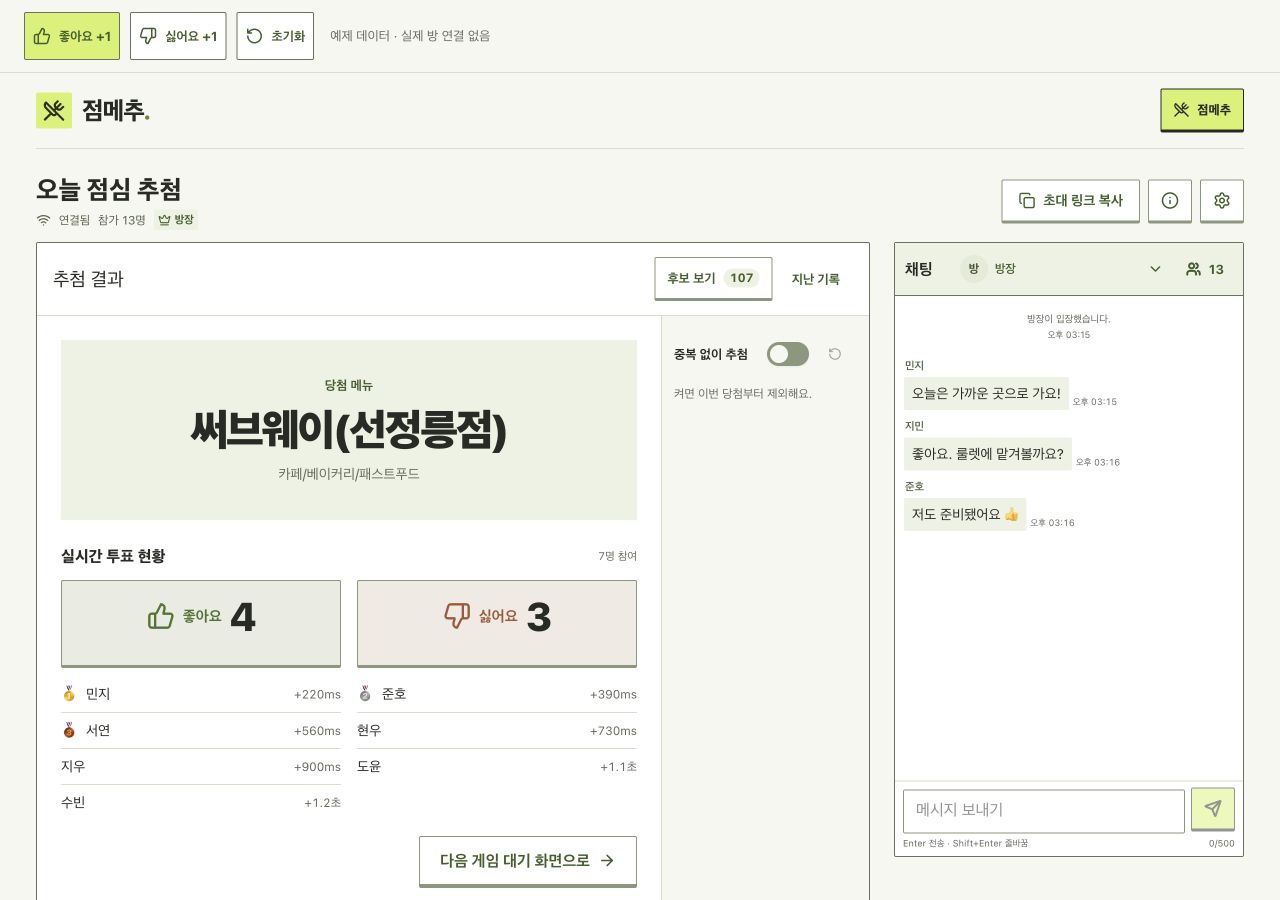 좋아요 +1 싫어요 +1 초기화 예제 데이터 · 실제 방 연결 없음
점메추. 점메추
오늘 점심 추첨
연결됨 참가 13명 방장
초대 링크 복사
추첨 결과
후보 보기 107 지난 기록
당첨 메뉴
써브웨이(선정릉점)
카페/베이커리/패스트푸드
중복 없이 추첨
켜면 이번 당첨부터 제외해요.
실시간 투표 현황 7명 참여
좋아요 4 싫어요 3
민지 +220ms 준호 +390ms
서연 +560ms 현우 +730ms
지우 +900ms 도윤 +1.1초
수빈 +1.2초
다음 게임 대기 화면으로
채팅 방 방장 13
방장이 입장했습니다.
오후 03:15
민지
오늘은 가까운 곳으로 가요! 오후 03:15
지민
좋아요. 룰렛에 맡겨볼까요? 오후 03:16
준호
저도 준비됐어요 👍 오후 03:16
메시지 보내기
Enter 전송 · Shift+Enter 줄바꿈 0/500